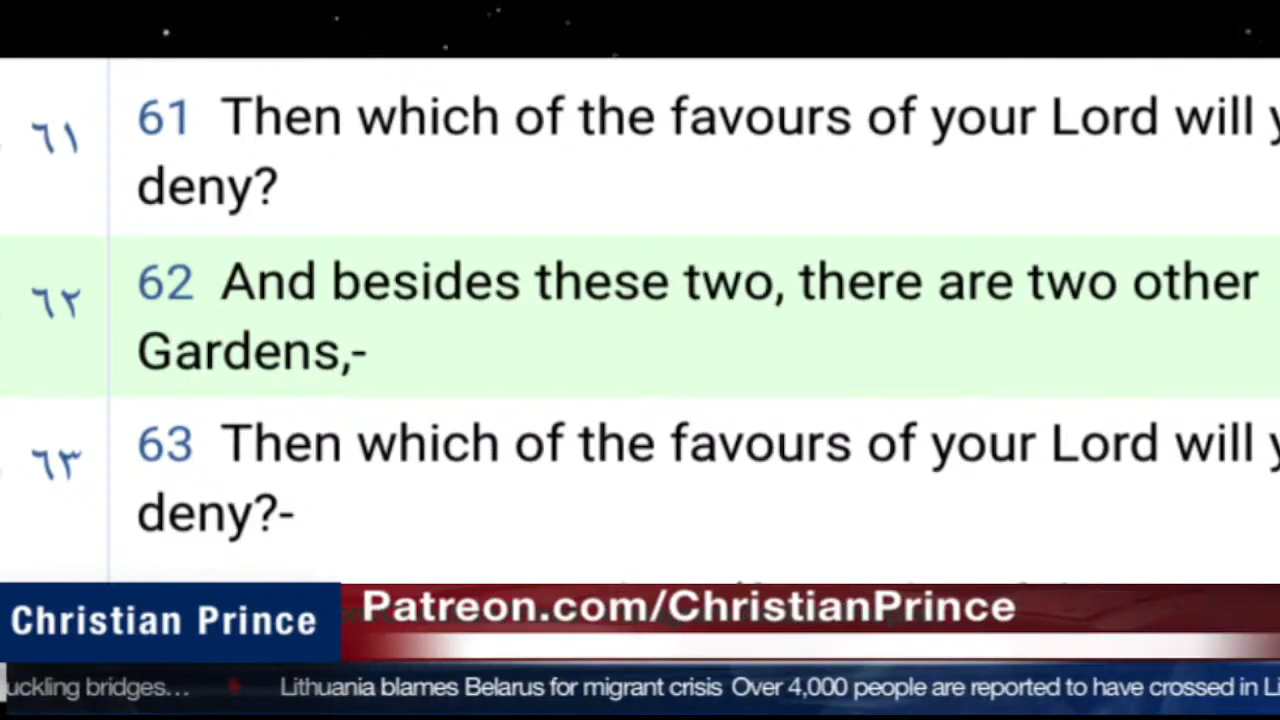 ٦١ 61 Then which of the favours of your Lord will
deny?
٦٢ 62 And besides these two, there are two other
Gardens,-
٦٣ 63 Then which of the favours of your Lord will
deny?-
Christian Prince
Patreon.com/ChristianPrince
bridges... Lithuania blames Belarus for migrant crisis Over 4,000 people are reported to have crossed in